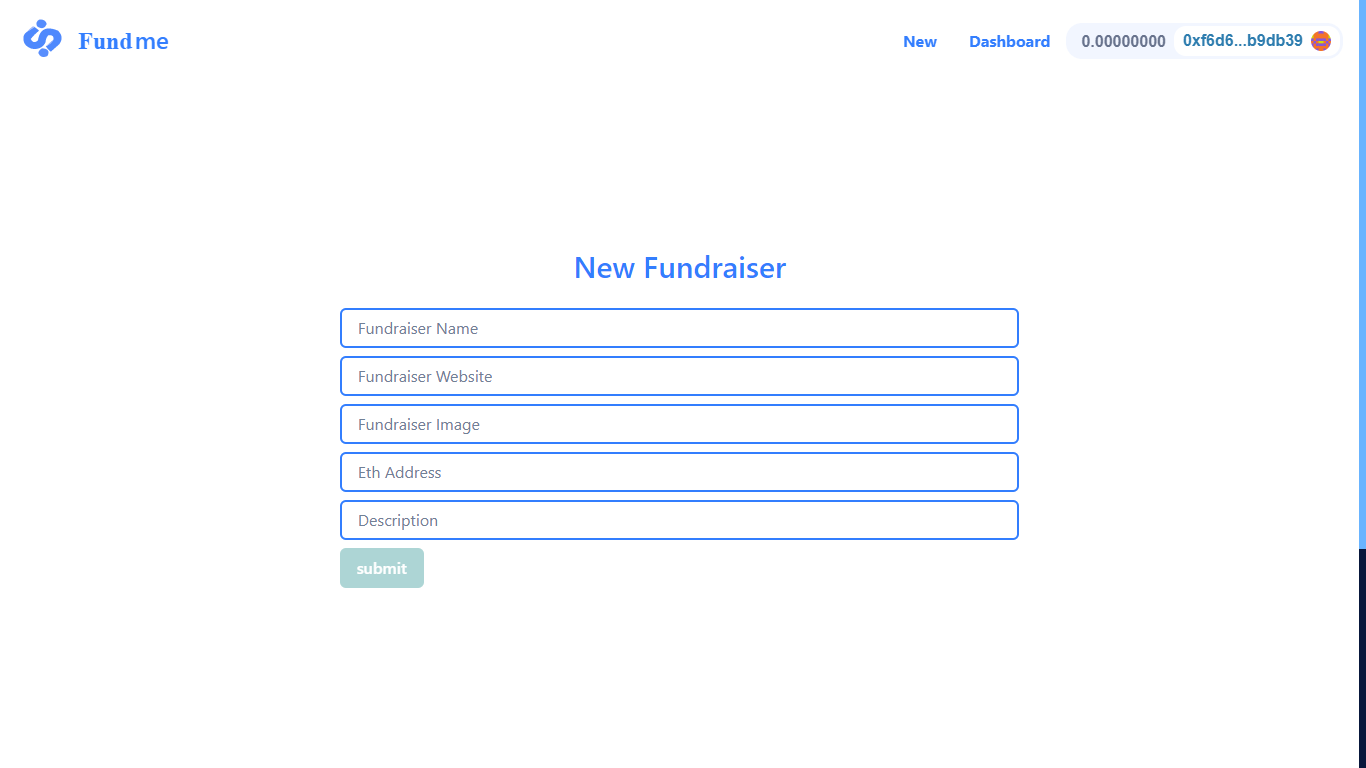 Fund me
New
Dashboard
0.00000000
0xf6d6...b9db39
New Fundraiser
Fundraiser Name
Fundraiser Website
Fundraiser Image
Eth Address
Description
submit